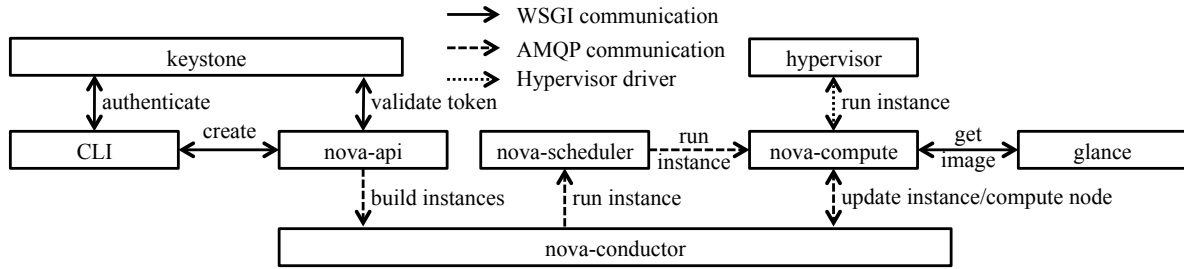 WSGI communication
AMQP communication
Hypervisor driver
keystone
hypervisor
authenticate
validate token
run instance
CLI
create
nova-api
nova-scheduler
run
instance
nova-compute
get
image
glance
build instances
run instance
update instance/compute node
nova-conductor